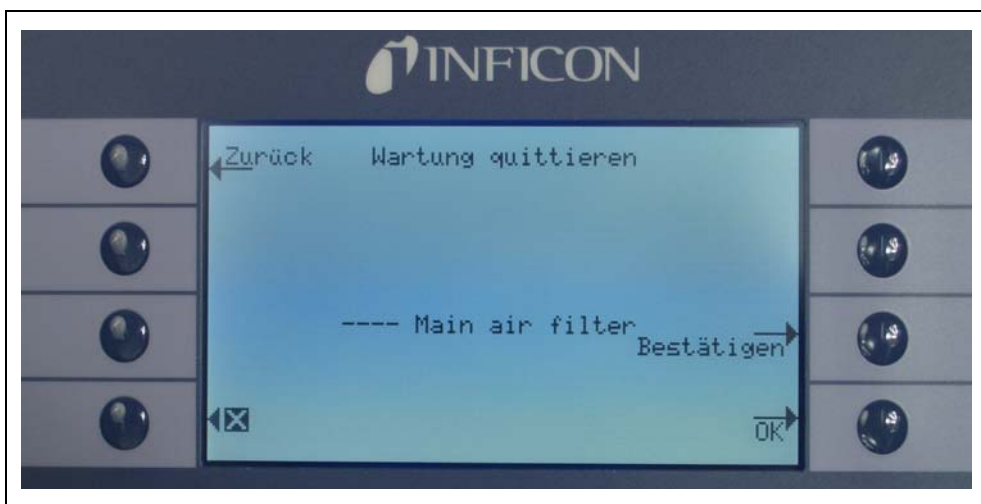 INFICON
Zurück Wartung quittieren
---- Main air filter
Bestätigen
OK